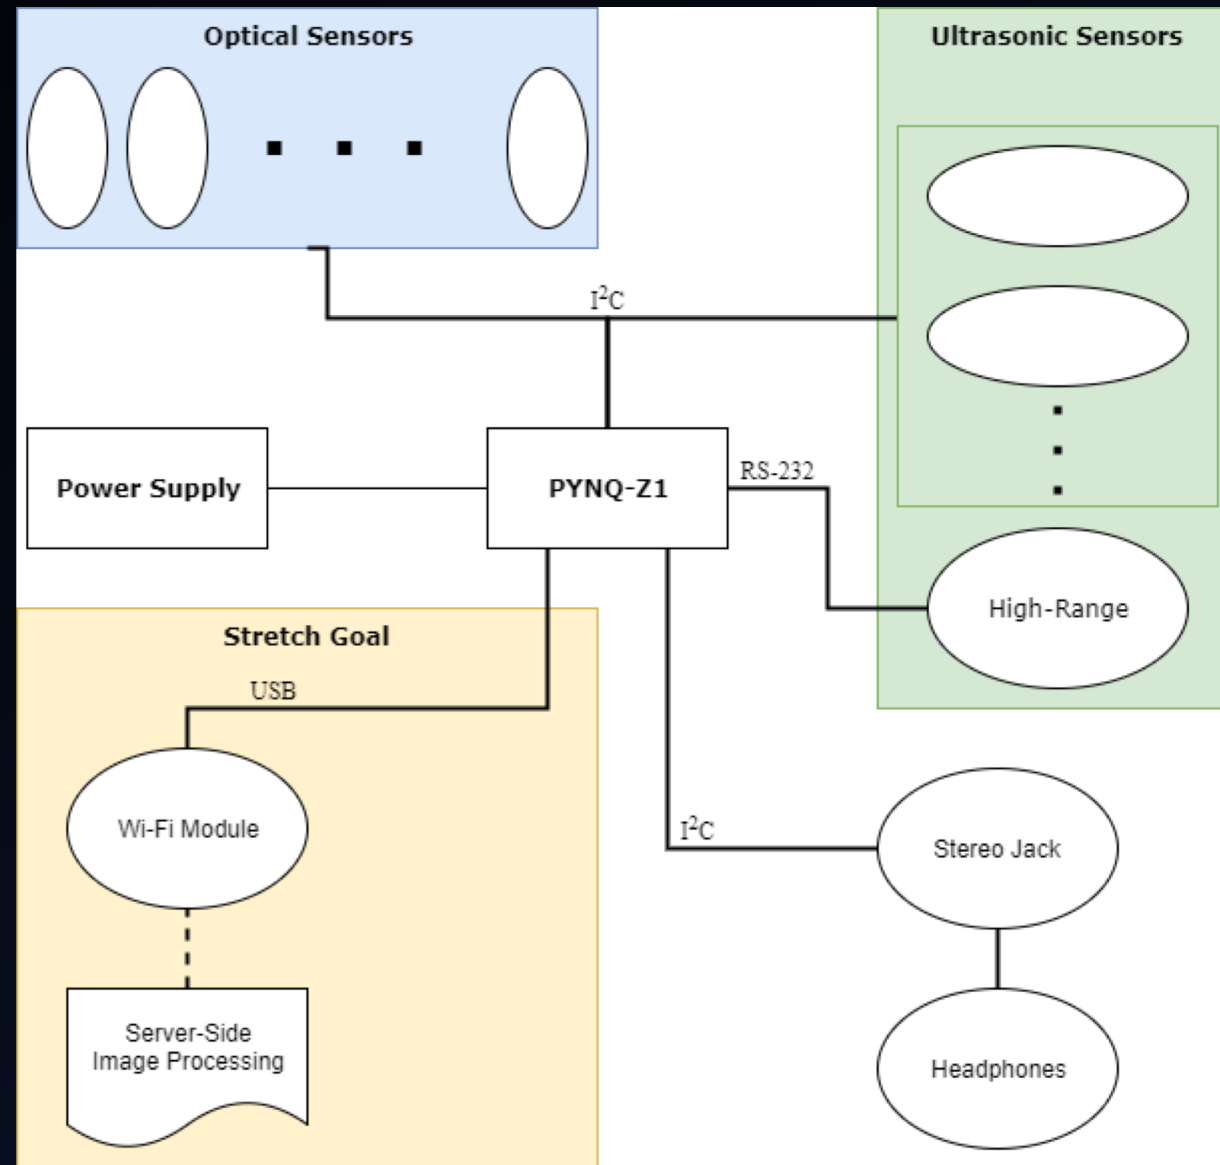 Optical Sensors
Ultrasonic Sensors
I²C
Power Supply
PYNQ-Z1
RS-232
High-Range
Stretch Goal
USB
Wi-Fi Module
I²C
Stereo Jack
Server-Side
Image Processing
Headphones